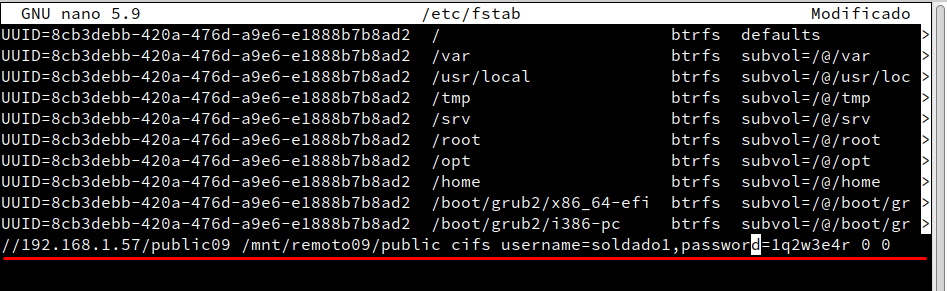 GNU nano 5.9 /etc/fstab Modificado
UUID=8cb3debb-420a-476d-a9e6-e1888b7b8ad2 / btrfs defaults >
UUID=8cb3debb-420a-476d-a9e6-e1888b7b8ad2 /var btrfs subvol=/@/var >
UUID=8cb3debb-420a-476d-a9e6-e1888b7b8ad2 /usr/local btrfs subvol=/@/usr/loc >
UUID=8cb3debb-420a-476d-a9e6-e1888b7b8ad2 /tmp btrfs subvol=/@/tmp >
UUID=8cb3debb-420a-476d-a9e6-e1888b7b8ad2 /srv btrfs subvol=/@/srv >
UUID=8cb3debb-420a-476d-a9e6-e1888b7b8ad2 /root btrfs subvol=/@/root >
UUID=8cb3debb-420a-476d-a9e6-e1888b7b8ad2 /opt btrfs subvol=/@/opt >
UUID=8cb3debb-420a-476d-a9e6-e1888b7b8ad2 /home btrfs subvol=/@/home >
UUID=8cb3debb-420a-476d-a9e6-e1888b7b8ad2 /boot/grub2/x86_64-efi btrfs subvol=/@/boot/gr >
UUID=8cb3debb-420a-476d-a9e6-e1888b7b8ad2 /boot/grub2/i386-pc btrfs subvol=/@/boot/gr >
//192.168.1.57/public09 /mnt/remoto09/public cifs username=soldado1,password=1q2w3e4r 0 0